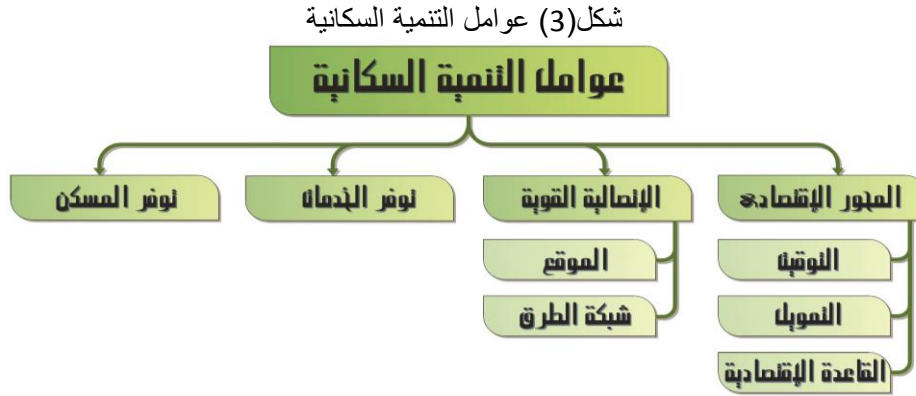 شكل(3) عوامل التنمية السكانية
عوامل التنمية السكانية
المحور الإقتصادى
الإتصالية القوية
توفر الخدمات
توفر المسكن
التوقيت
الموقع
التمويل
شبكة الطرق
القاعدة الإقتصادية